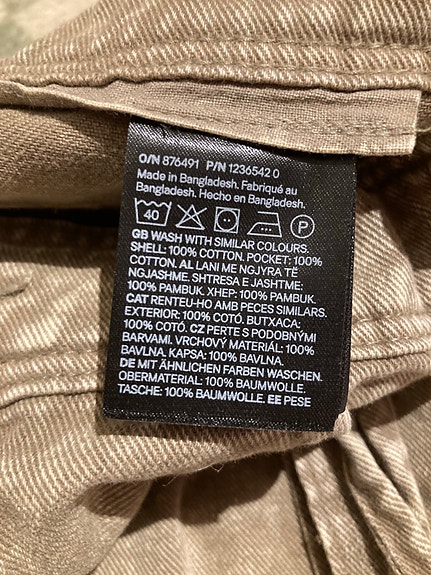 O/N 876491 P/N 1236542 0
Made in Bangladesh. Fabriqué au
Bangladesh. Hecho en Bangladesh.
40 P
GB WASH WITH SIMILAR COLOURS.
SHELL: 100% COTTON. POCKET: 100%
COTTON. AL LANI ME NGJYRA TË
NGJASHME. SHTRESA E JASHTME:
100% PAMBUK. XHEP: 100% PAMBUK.
CAT RENTEU-HO AMB PECES SIMILARS.
EXTERIOR: 100% COTÓ. BUTXACA:
100% COTÓ. CZ PERTE S PODOBNÝMI
BARVAMI. VRCHOVÝ MATERIÁL: 100%
BAVLNA. KAPSA: 100% BAVLNA
DE MIT ÄHNLICHEN FARBEN WASCHEN.
OBERMATERIAL: 100% BAUMWOLLE.
TASCHE: 100% BAUMWOLLE. EE PESE